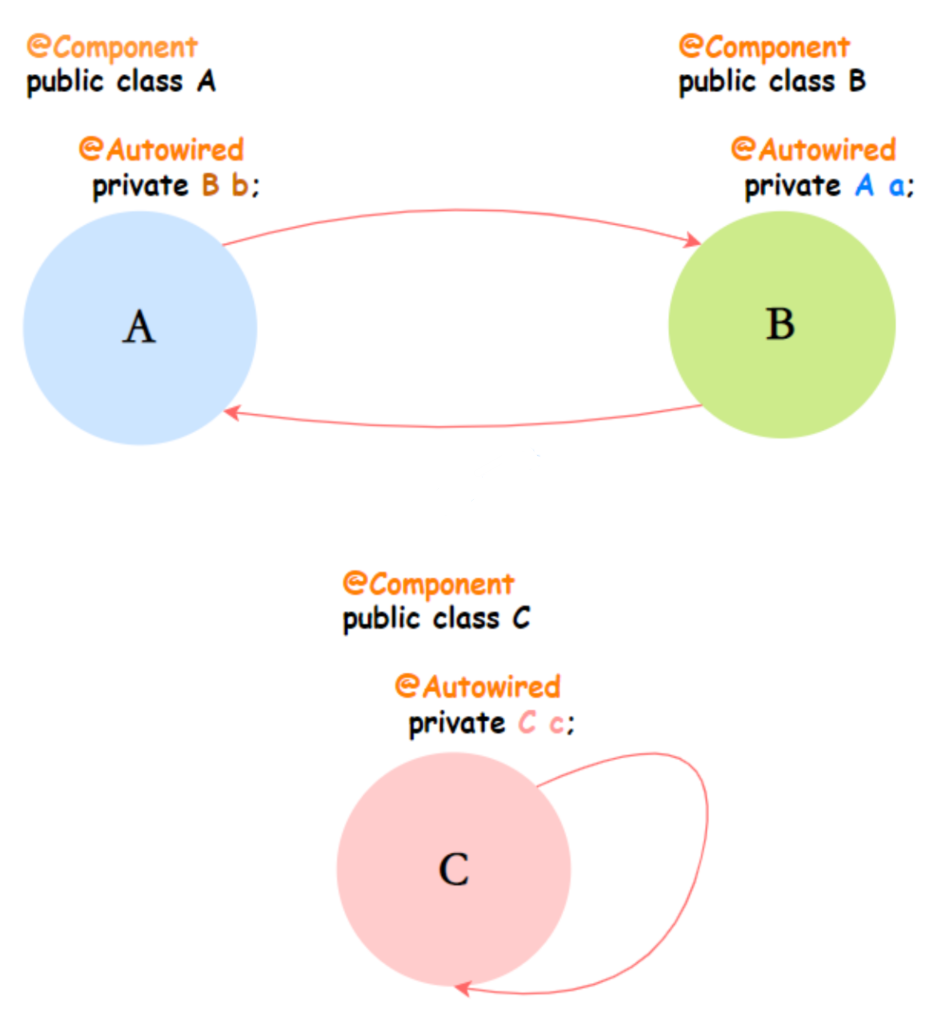 @Component
public class A
@Autowired
private B b;
A
@Component
public class B
@Autowired
private A a;
B
@Component
public class C
@Autowired
private C c;
C